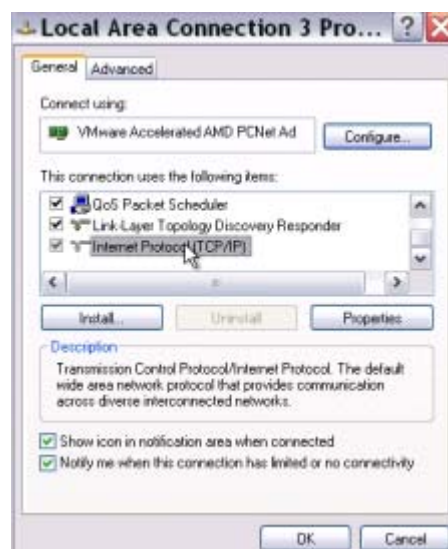 Local Area Connection 3 Pro...
General Advanced
Connect using:
VMware Accelerated AMD PCNet Ad Configure...
This connection uses the following items:
QoS Packet Scheduler
Link-Layer Topology Discovery Responder
Internet Protocol (TCP/IP)
Install... Uninstall Properties
Description
Transmission Control Protocol/Internet Protocol. The default
wide area network protocol that provides communication
across diverse interconnected networks.
Show icon in notification area when connected
Notify me when this connection has limited or no connectivity
OK Cancel